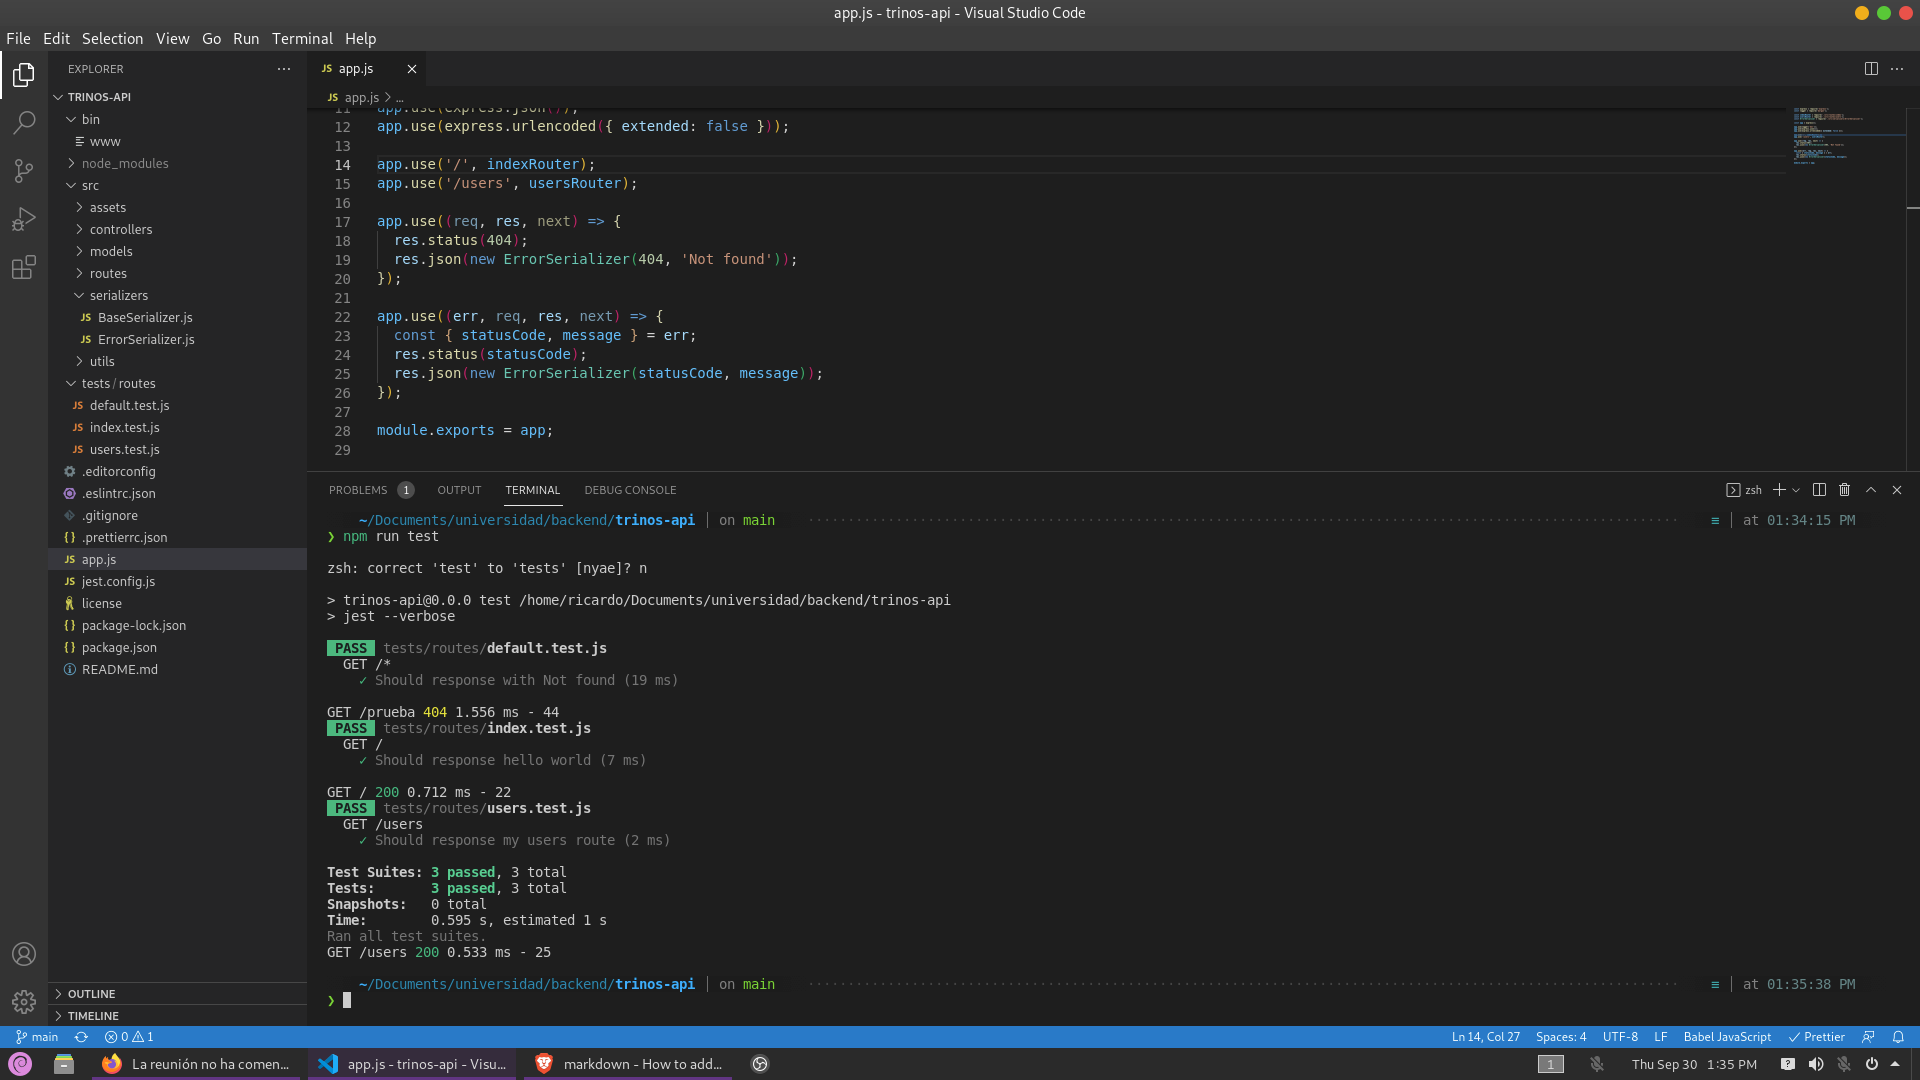 app.js - trinos-api - Visual Studio Code
File Edit Selection View Go Run Terminal Help
EXPLORER
TRINOS-API
bin
www
node_modules
src
assets
controllers
models
routes
serializers
JS BaseSerializer.js
JS ErrorSerializer.js
utils
tests/routes
JS default.test.js
JS index.test.js
JS users.test.js
.editorconfig
.eslintrc.json
.gitignore
{} .prettierrc.json
JS app.js
JS jest.config.js
license
{} package-lock.json
{} package.json
README.md
OUTLINE
TIMELINE
JS app.js
JS app.js > ...
11 app.use(express.json());
12 app.use(express.urlencoded({ extended: false }));
13
14 app.use('/', indexRouter);
15 app.use('/users', usersRouter);
16
17 app.use((req, res, next) => {
18 res.status(404);
19 res.json(new ErrorSerializer(404, 'Not found'));
20 });
21
22 app.use((err, req, res, next) => {
23 const { statusCode, message } = err;
24 res.status(statusCode);
25 res.json(new ErrorSerializer(statusCode, message));
26 });
27
28 module.exports = app;
29
PROBLEMS 1 OUTPUT TERMINAL DEBUG CONSOLE zsh
~/Documents/universidad/backend/trinos-api | on main ≡ | at 01:34:15 PM
❯ npm run test
zsh: correct 'test' to 'tests' [nyae]? n
> trinos-api@0.0.0 test /home/ricardo/Documents/universidad/backend/trinos-api
> jest --verbose
PASS tests/routes/default.test.js
GET /*
✓ Should response with Not found (19 ms)
GET /prueba 404 1.556 ms - 44
PASS tests/routes/index.test.js
GET /
✓ Should response hello world (7 ms)
GET / 200 0.712 ms - 22
PASS tests/routes/users.test.js
GET /users
✓ Should response my users route (2 ms)
Test Suites: 3 passed, 3 total
Tests: 3 passed, 3 total
Snapshots: 0 total
Time: 0.595 s, estimated 1 s
Ran all test suites.
GET /users 200 0.533 ms - 25
~/Documents/universidad/backend/trinos-api | on main ≡ | at 01:35:38 PM
❯
main 0 1 Ln 14, Col 27 Spaces: 4 UTF-8 LF Babel JavaScript Prettier
La reunión no ha comen... app.js - trinos-api - Visu... markdown - How to add... 1 Thu Sep 30 1:35 PM